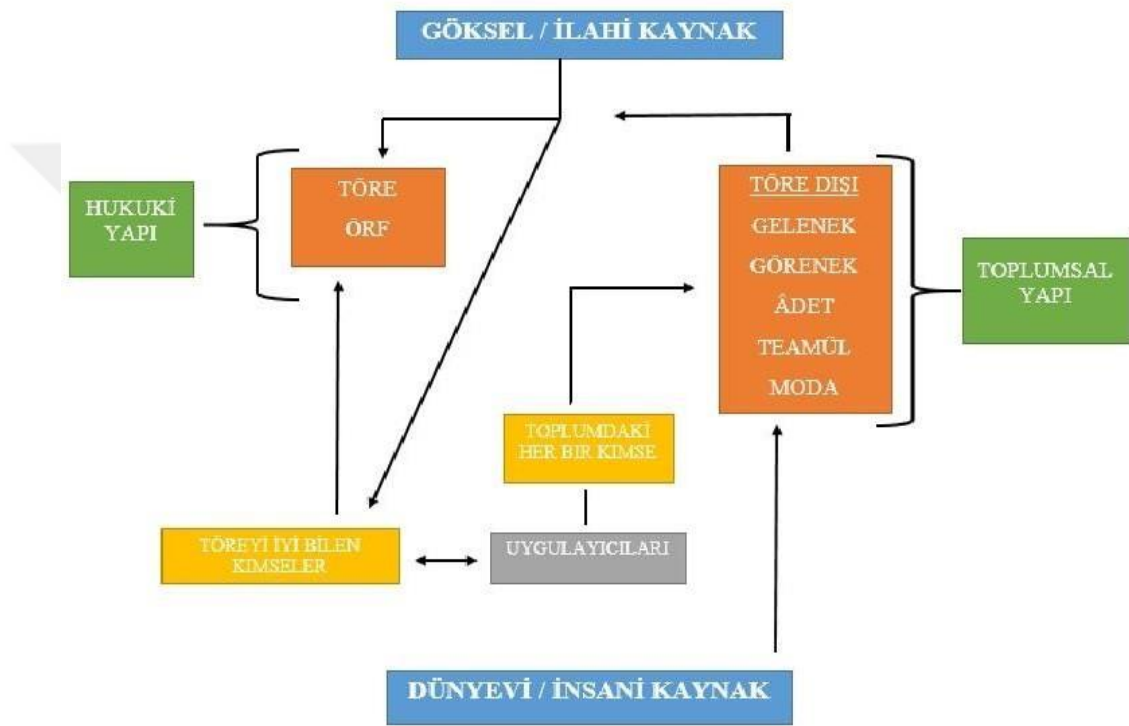 GÖKSEL / İLAHİ KAYNAK
HUKUKİ
YAPI
TÖRE
ÖRF
TÖRE DIŞI
GELENEK
GÖRENEK
ÂDET
TEAMÜL
MODA
TOPLUMSAL
YAPI
TOPLUMDAKİ
HER BIR KIMSE
TÖREYİ İYİ BİLEN
KIMSELER
UYGULAYICILARI
DÜNYEVİ / İNSANİ KAYNAK